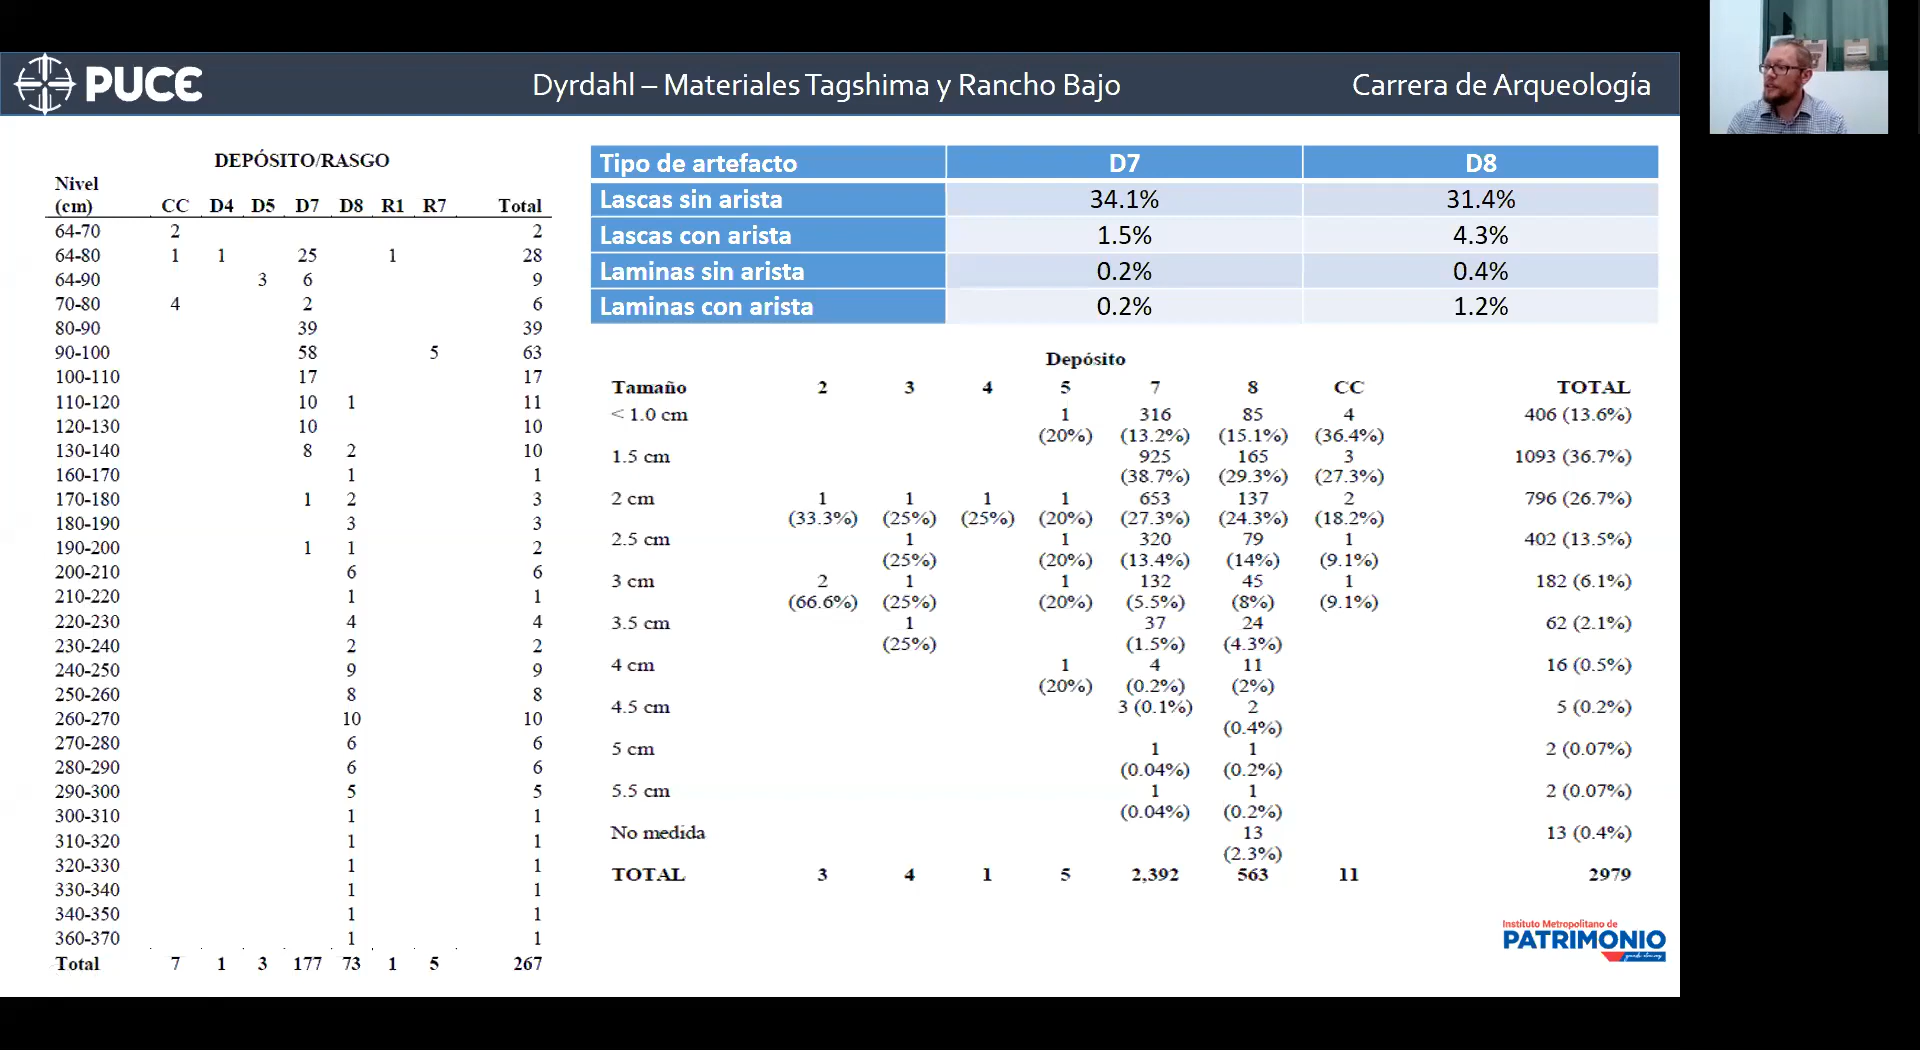 PUCE
Dyrdahl – Materiales Tagshima y Rancho Bajo
Carrera de Arqueología
DEPÓSITO/RASGO
Nivel
(cm) CC D4 D5 D7 D8 R1 R7 Total
64-70 2 2
64-80 1 1 25 1 28
64-90 3 6 9
70-80 4 2 6
80-90 39 39
90-100 58 5 63
100-110 17 17
110-120 10 1 11
120-130 10 10
130-140 8 2 10
160-170 1 1
170-180 1 2 3
180-190 3 3
190-200 1 1 2
200-210 6 6
210-220 1 1
220-230 4 4
230-240 2 2
240-250 9 9
250-260 8 8
260-270 10 10
270-280 6 6
280-290 6 6
290-300 5 5
300-310 1 1
310-320 1 1
320-330 1 1
330-340 1 1
340-350 1 1
360-370 1 1
Total 7 1 3 177 73 1 5 267
Tipo de artefacto D7 D8
Lascas sin arista 34.1% 31.4%
Lascas con arista 1.5% 4.3%
Laminas sin arista 0.2% 0.4%
Laminas con arista 0.2% 1.2%
Depósito
Tamaño 2 3 4 5 7 8 CC TOTAL
< 1.0 cm 1 316 85 4 406 (13.6%)
(20%) (13.2%) (15.1%) (36.4%)
1.5 cm 925 165 3 1093 (36.7%)
(38.7%) (29.3%) (27.3%)
2 cm 1 1 1 1 653 137 2 796 (26.7%)
(33.3%) (25%) (25%) (20%) (27.3%) (24.3%) (18.2%)
2.5 cm 1 1 320 79 1 402 (13.5%)
(25%) (20%) (13.4%) (14%) (9.1%)
3 cm 2 1 1 132 45 1 182 (6.1%)
(66.6%) (25%) (20%) (5.5%) (8%) (9.1%)
3.5 cm 1 37 24 62 (2.1%)
(25%) (1.5%) (4.3%)
4 cm 1 4 11 16 (0.5%)
(20%) (0.2%) (2%)
4.5 cm 3 (0.1%) 2 5 (0.2%)
(0.4%)
5 cm 1 1 2 (0.07%)
(0.04%) (0.2%)
5.5 cm 1 1 2 (0.07%)
(0.04%) (0.2%)
No medida 13 13 (0.4%)
(2.3%)
TOTAL 3 4 1 5 2,392 563 11 2979
Instituto Metropolitano de
PATRIMONIO